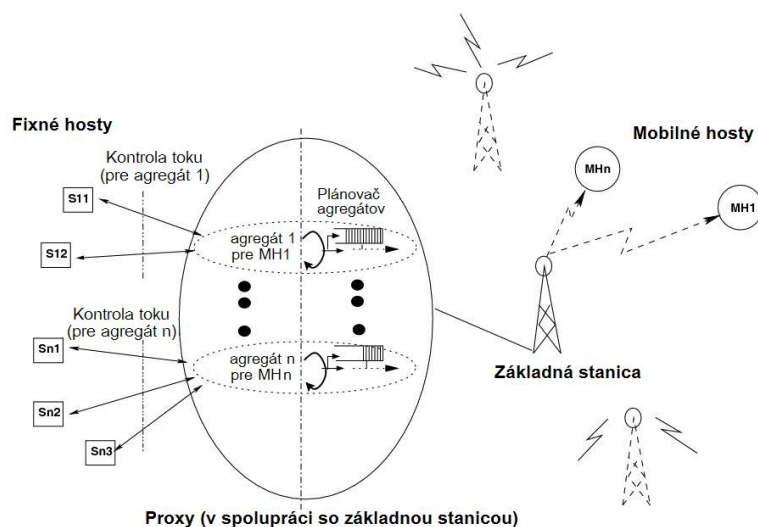 Fixné hosty
Kontrola toku
(pre agregát 1)
S11
S12
Kontrola toku
(pre agregát n)
Sn1
Sn2
Sn3
Plánovač
agregátov
agregát 1
pre MH1
agregát n
pre MHn
Mobilné hosty
MHn
MH1
Základná stanica
Proxy (v spolupráci so základnou stanicou)